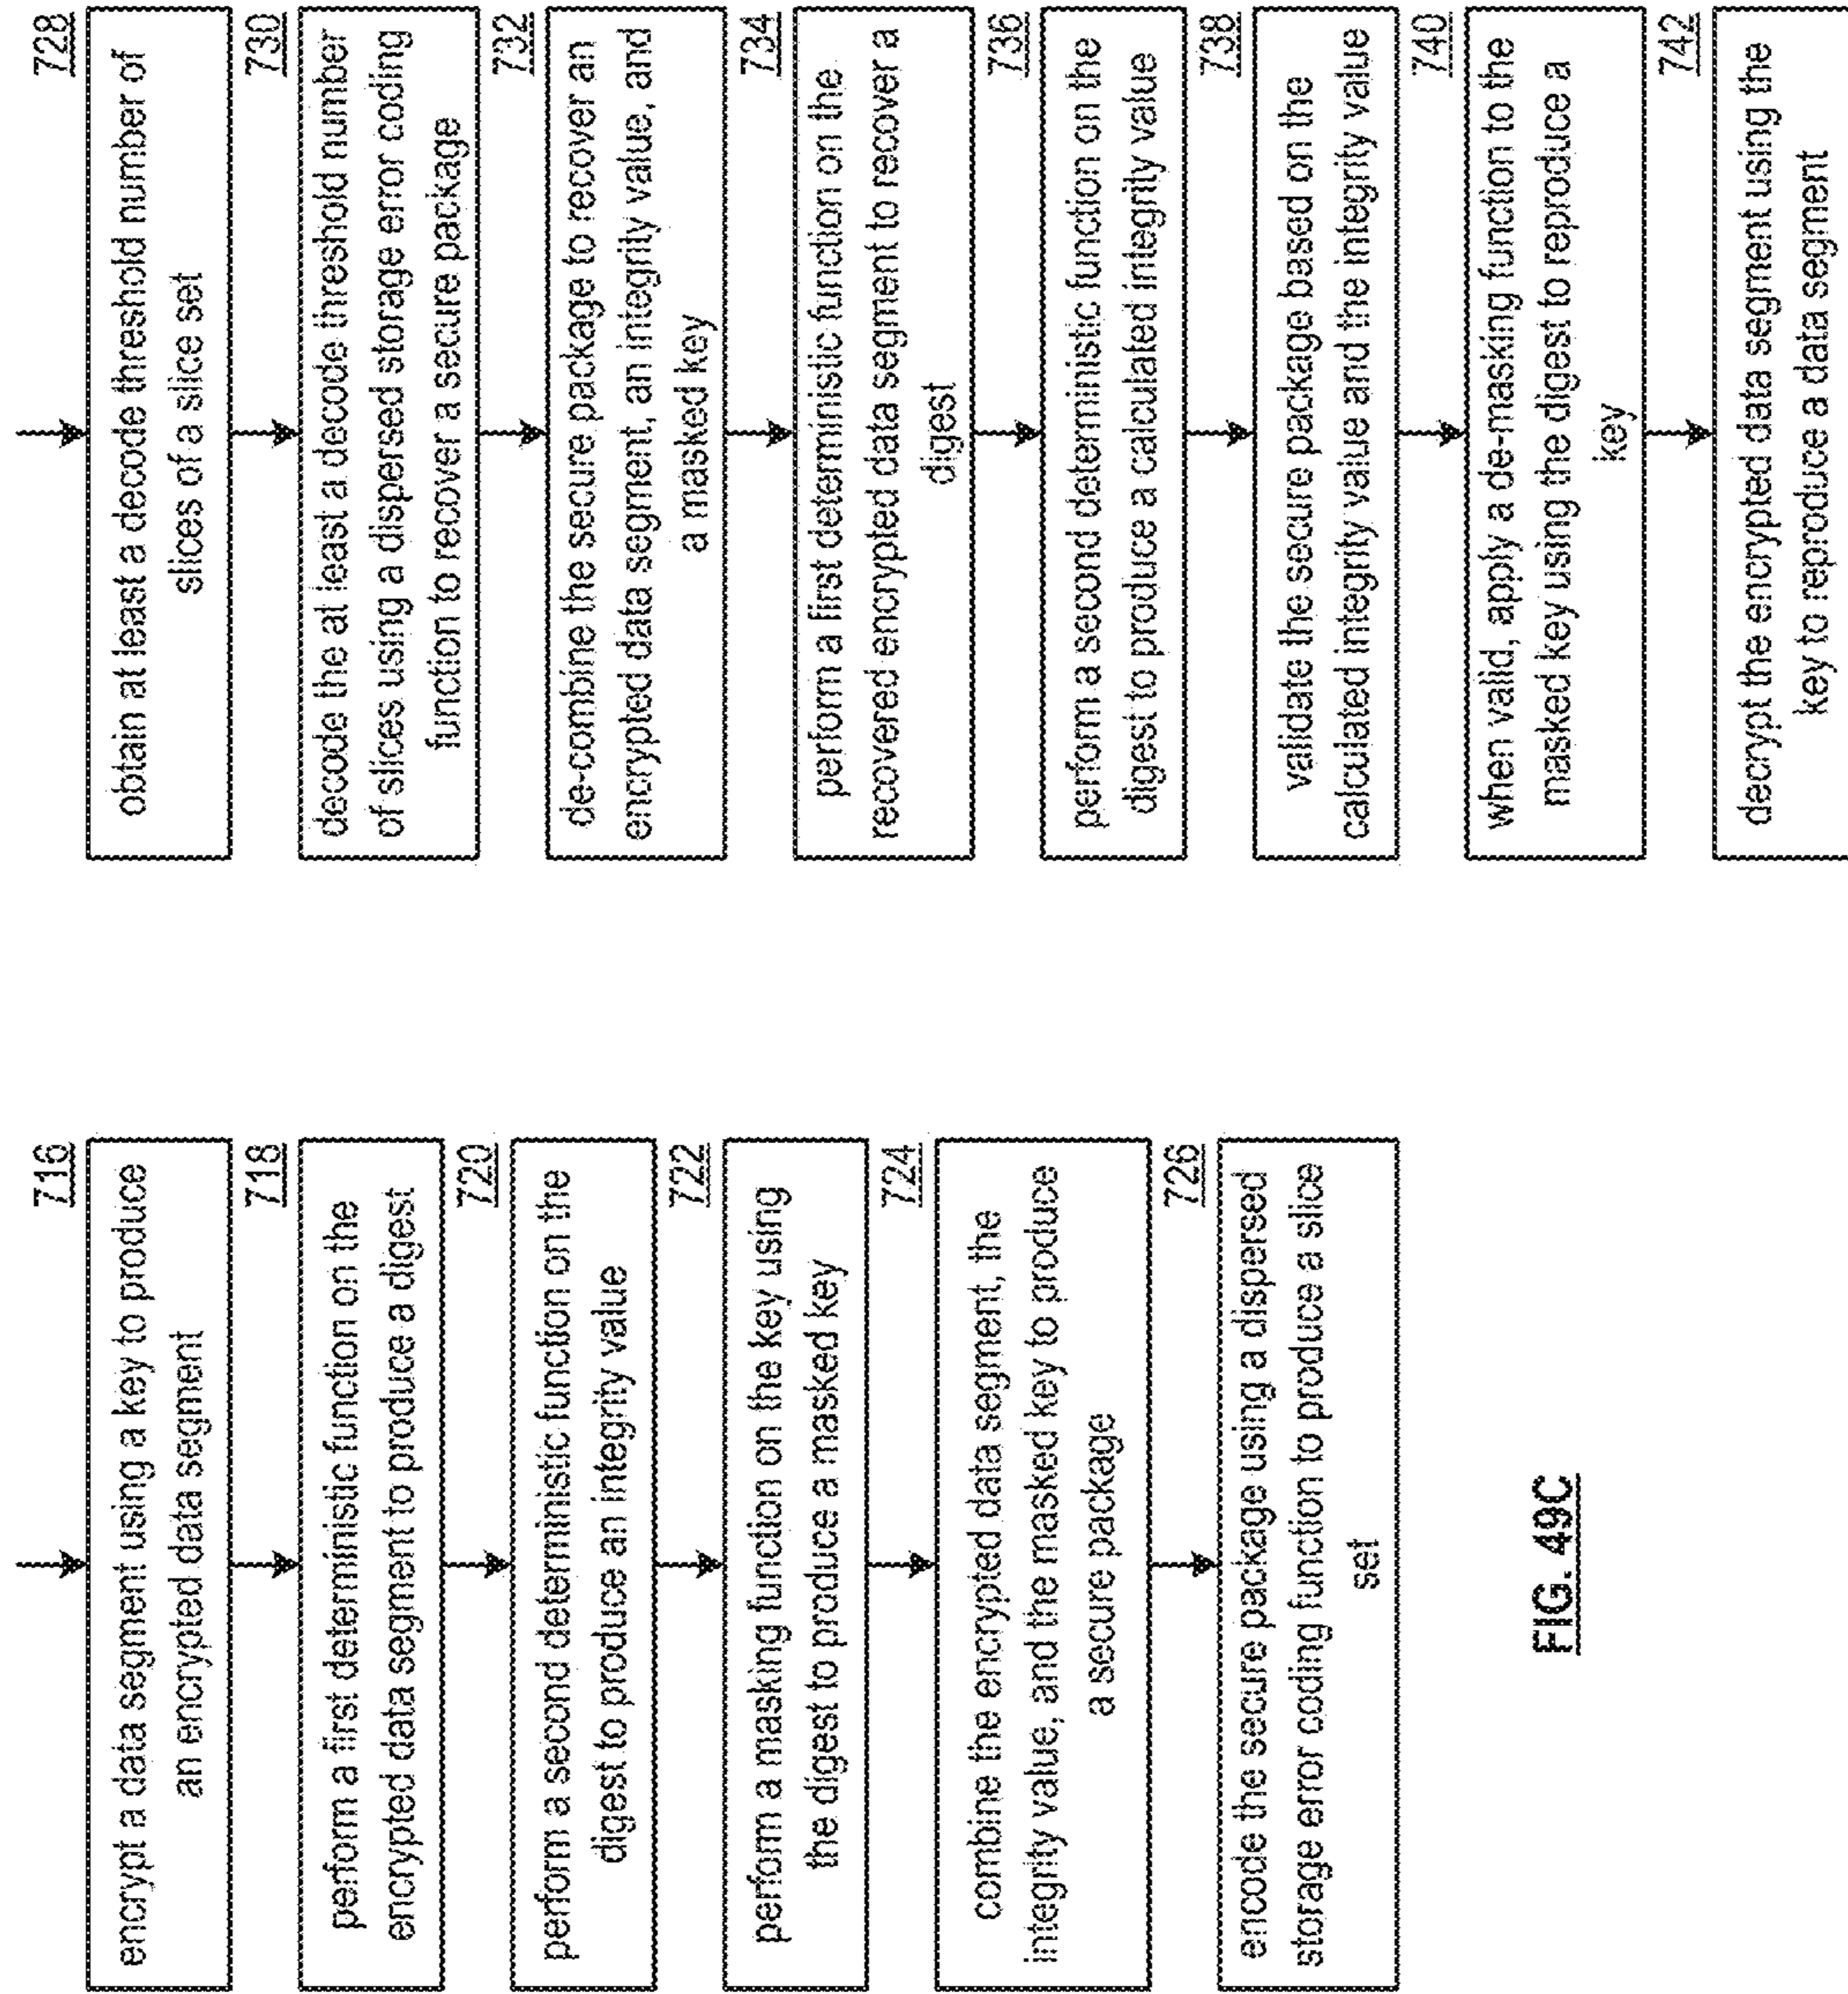 716
encrypt a data segment using a key to produce
an encrypted data segment
718
perform a first deterministic function on the
encrypted data segment to produce a digest
720
perform a second deterministic function on the
digest to produce an integrity value
722
perform a masking function on the key using
the digest to produce a masked key
724
combine the encrypted data segment, the
integrity value, and the masked key to produce
a secure package
726
encode the secure package using a dispersed
storage error coding function to produce a slice
set
FIG. 49C
728
obtain at least a decode threshold number of
slices of a slice set
730
decode the at least a decode threshold number
of slices using a dispersed storage error coding
function to recover a secure package
732
de-combine the secure package to recover an
encrypted data segment, an integrity value, and
a masked key
734
perform a first deterministic function on the
recovered encrypted data segment to recover a
digest
736
perform a second deterministic function on the
digest to produce a calculated integrity value
738
validate the secure package based on the
calculated integrity value and the integrity value
740
when valid, apply a de-masking function to the
masked key using the digest to reproduce a
key
742
decrypt the encrypted data segment using the
key to reproduce a data segment